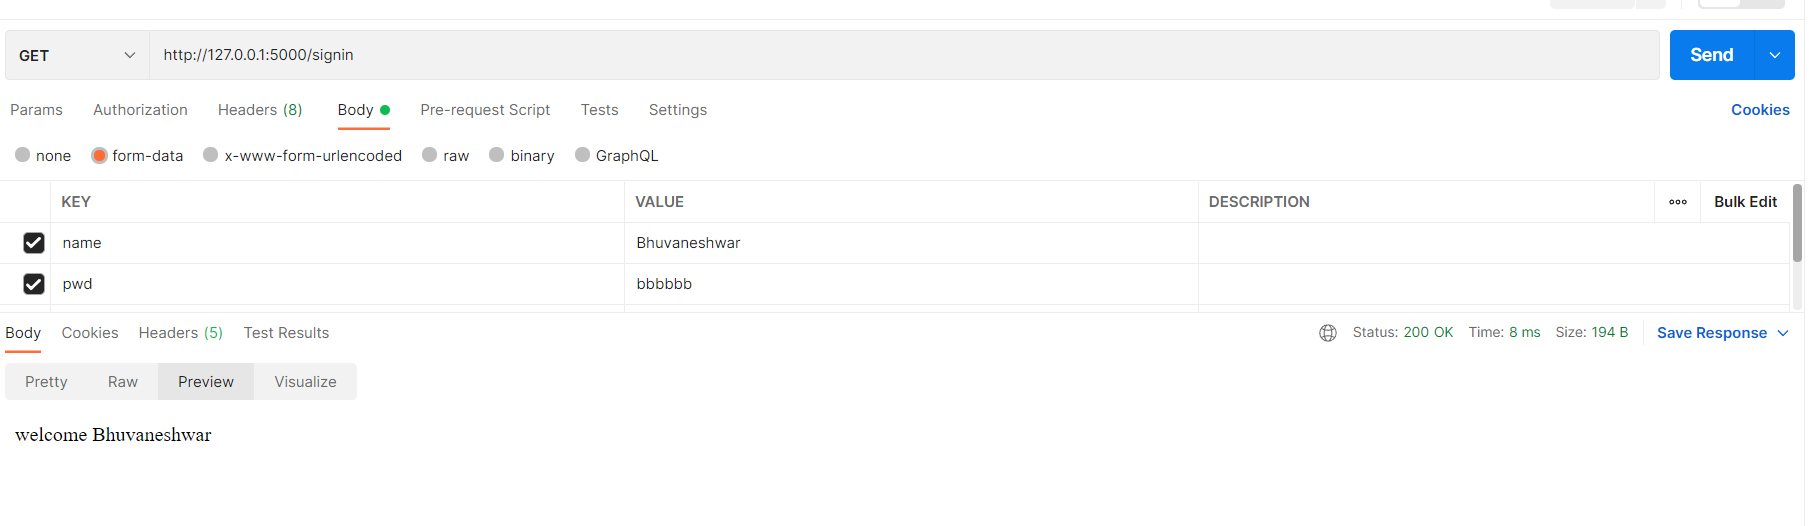 GET http://127.0.0.1:5000/signin Send
Params Authorization Headers (8) Body Pre-request Script Tests Settings Cookies
none form-data x-www-form-urlencoded raw binary GraphQL
KEY VALUE DESCRIPTION ooo Bulk Edit
name Bhuvaneshwar
pwd bbbbbb
Body Cookies Headers (5) Test Results Status: 200 OK Time: 8 ms Size: 194 B Save Response
Pretty Raw Preview Visualize
welcome Bhuvaneshwar